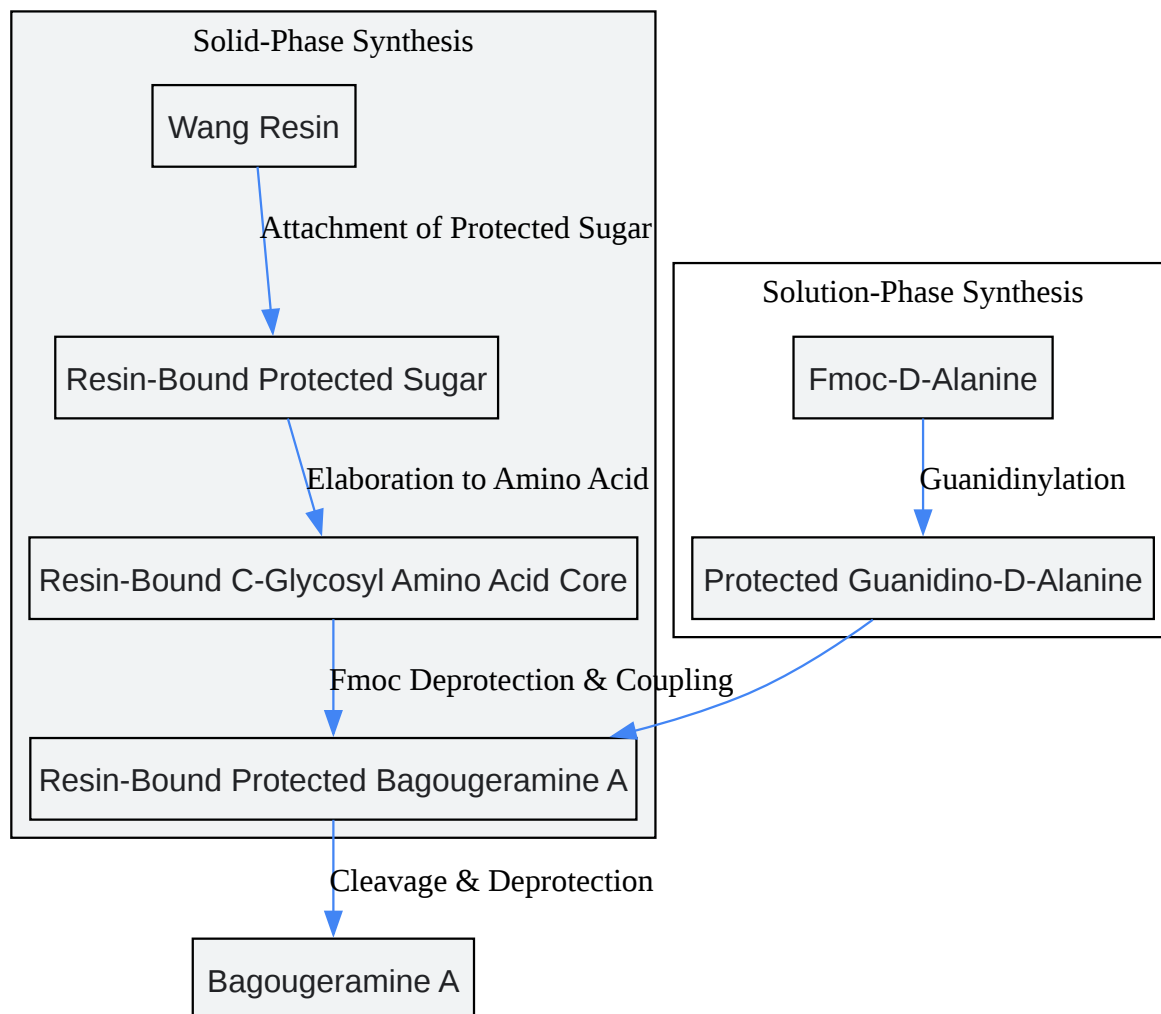 Solid-Phase Synthesis
Wang Resin
Attachment of Protected Sugar
Solution-Phase Synthesis
Resin-Bound Protected Sugar
Fmoc-D-Alanine
Elaboration to Amino Acid
Guanidinylation
Resin-Bound C-Glycosyl Amino Acid Core
Protected Guanidino-D-Alanine
Fmoc Deprotection & Coupling
Resin-Bound Protected Bagougeramine A
Cleavage & Deprotection
Bagougeramine A